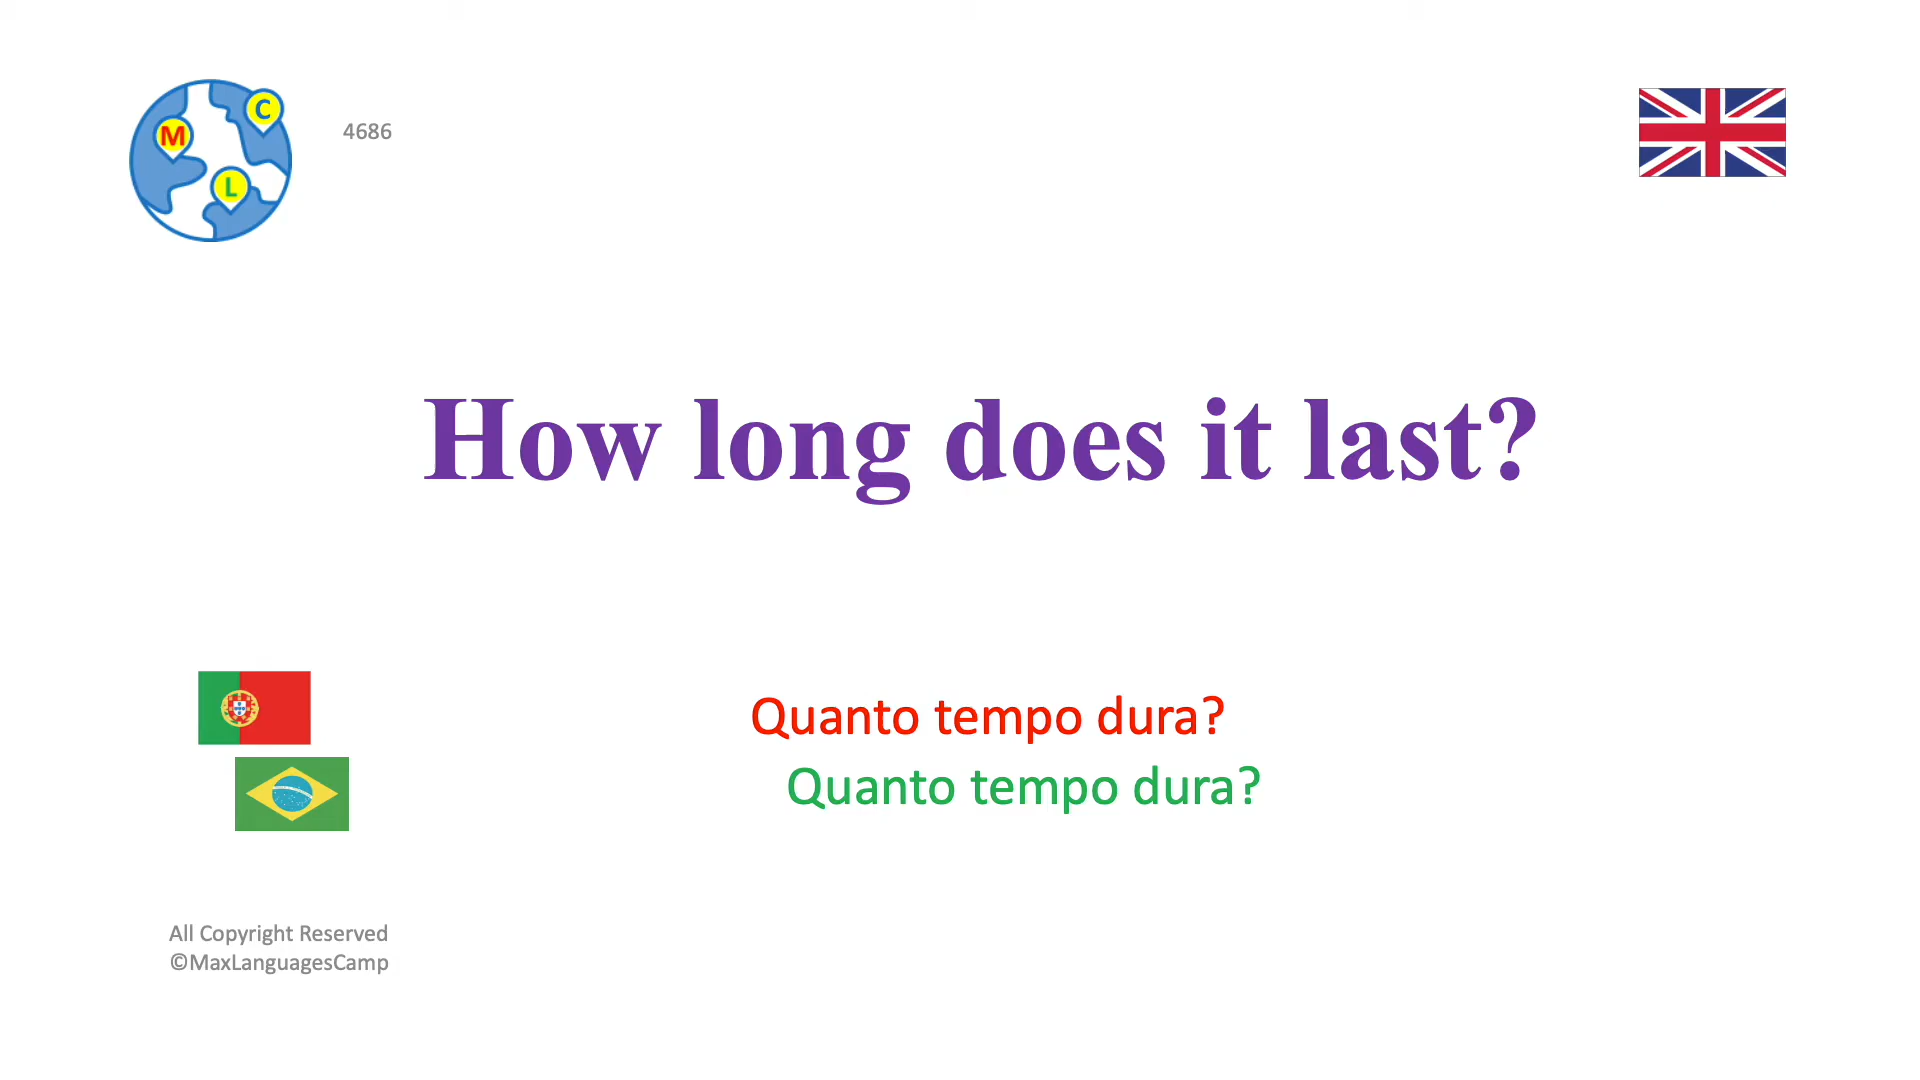 M
C
L
4686
How long does it last?
Quanto tempo dura?
Quanto tempo dura?
All Copyright Reserved
©MaxLanguagesCamp